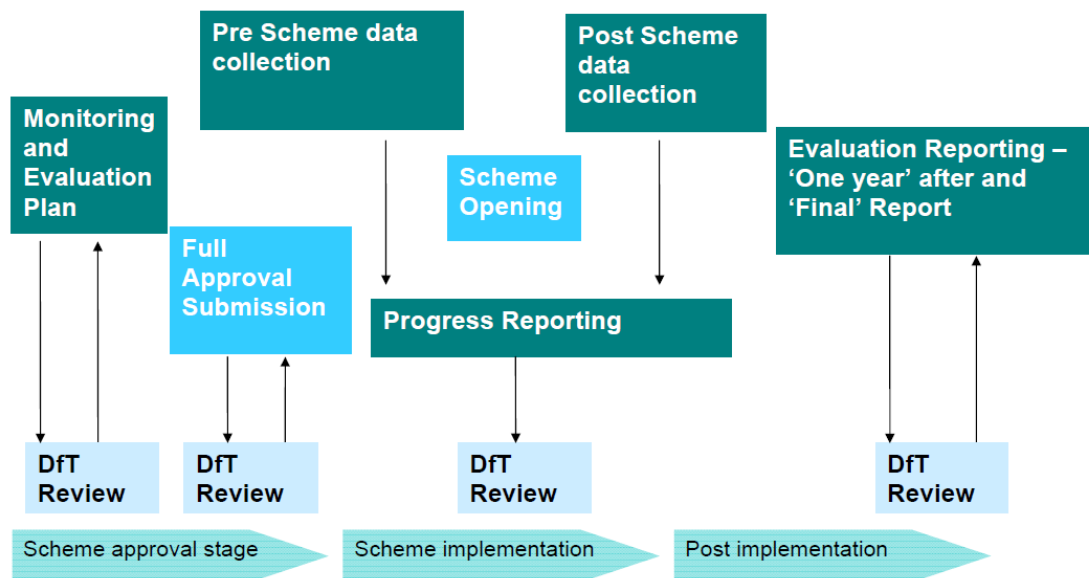 Pre Scheme data
collection
Post Scheme
data
collection
Monitoring
and
Evaluation
Plan
Scheme
Opening
Evaluation Reporting –
‘One year’ after and
‘Final’ Report
Full
Approval
Submission
Progress Reporting
DfT
Review
DfT
Review
DfT
Review
DfT
Review
Scheme approval stage
Scheme implementation
Post implementation